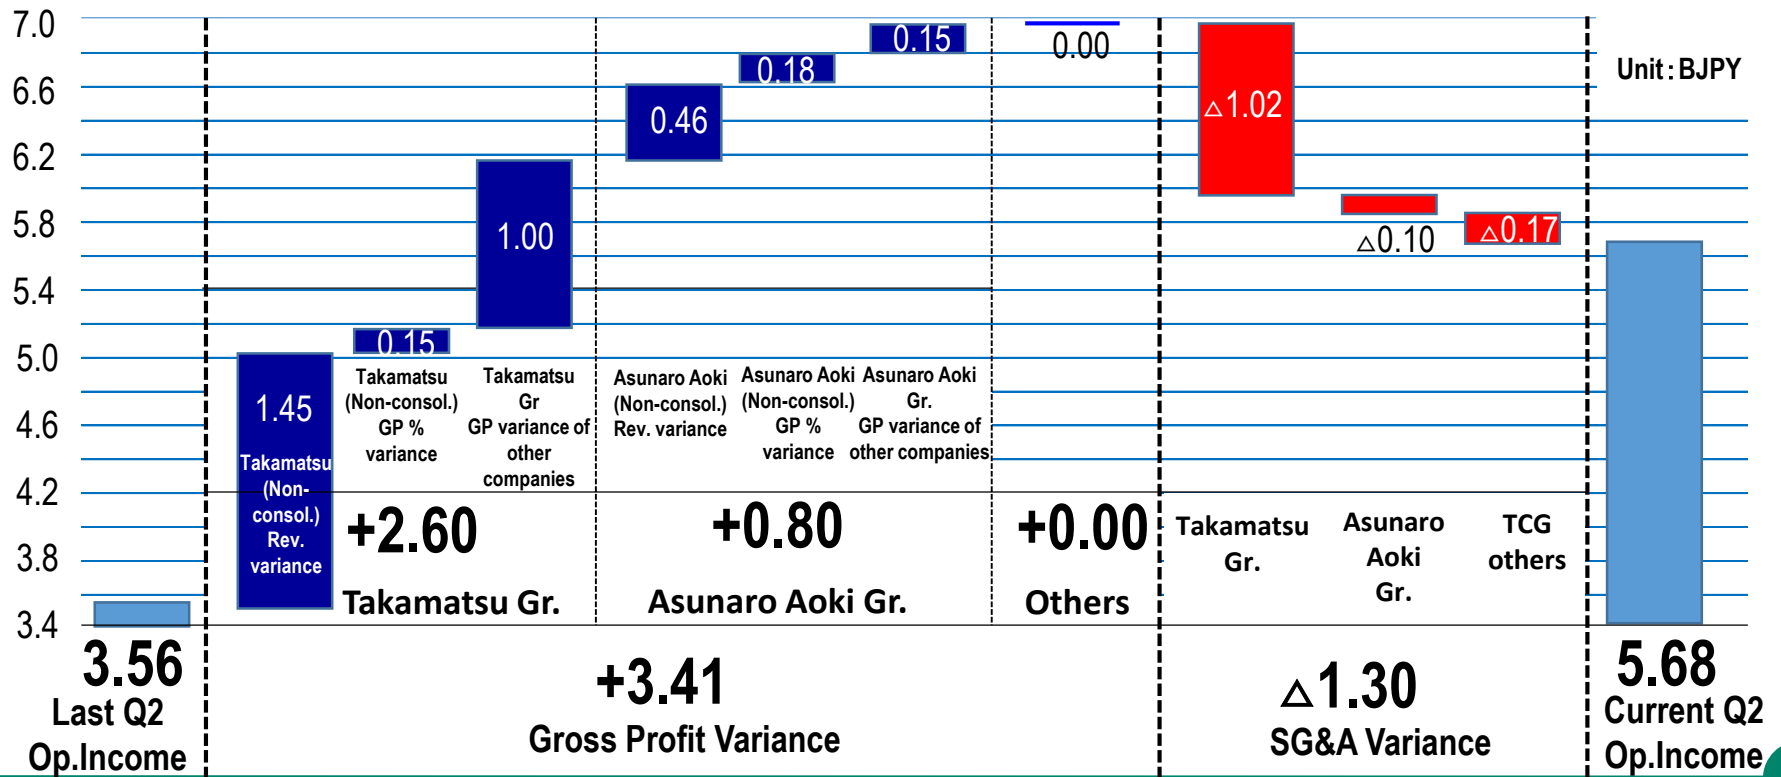 7.0
6.6
6.2
5.8
5.4
5.0
4.6
4.2
3.8
3.4
Unit：BJPY
3.56
Last Q2
Op.Income
1.45
Takamatsu
(Non-
consol.)
Rev.
variance
0.15
Takamatsu
(Non-consol.)
GP %
variance
1.00
Takamatsu
Gr
GP variance of
other
companies
+2.60
Takamatsu Gr.
0.46
Asunaro Aoki
(Non-consol.)
Rev. variance
0.18
Asunaro Aoki
(Non-consol.)
GP %
variance
0.15
Asunaro Aoki
Gr.
GP variance of
other companies
+0.80
Asunaro Aoki Gr.
0.00
+0.00
Others
+3.41
Gross Profit Variance
△1.02
Takamatsu
Gr.
△0.10
Asunaro
Aoki
Gr.
△0.17
TCG
others
△1.30
SG&A Variance
5.68
Current Q2
Op.Income